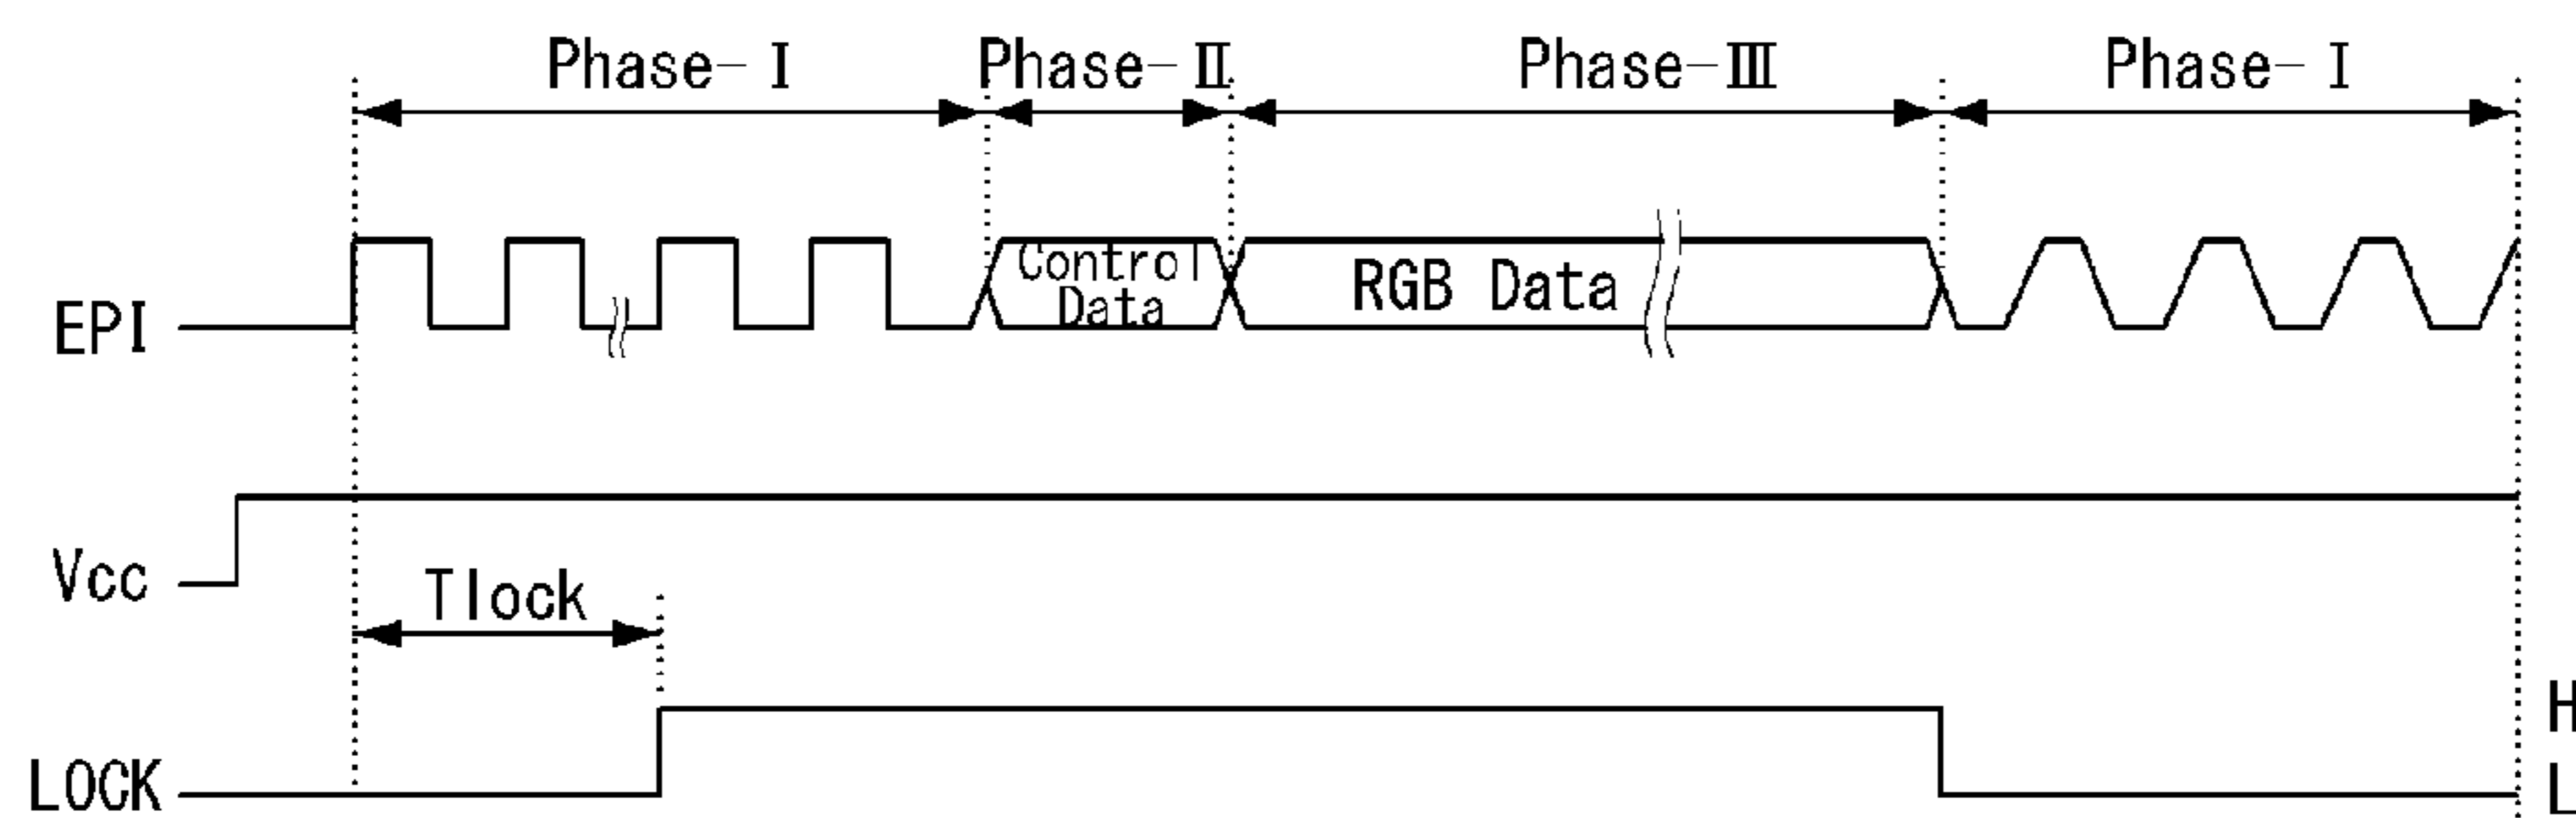 Phase-Ⅰ Phase-Ⅱ Phase-Ⅲ Phase-Ⅰ
EPI
Control
Data
RGB Data
Vcc
Tlock
LOCK
H
L